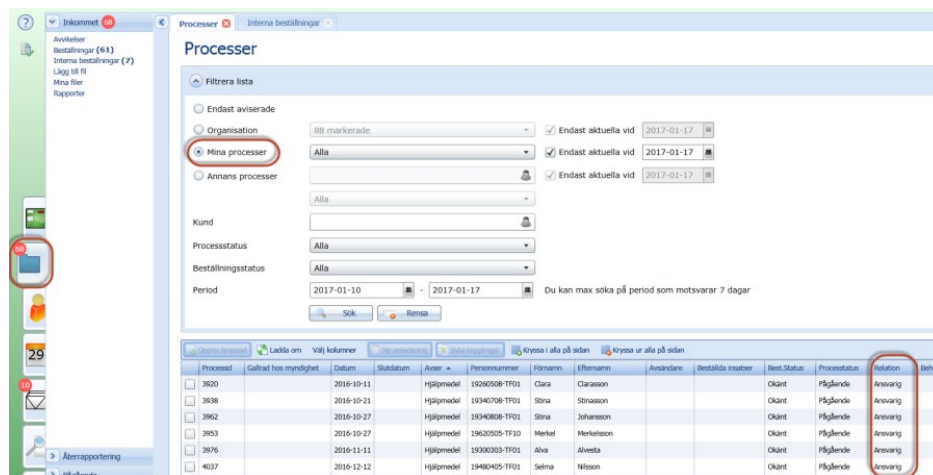 Inkommet 68
Avvikelser
Beställningar (61)
Interna beställningar (7)
Lägg till fil
Mina filer
Rapporter
68
29
10
Återrapportering
Processer
Interna beställningar
Processer
Filtrera lista
Endast aviserade
Organisation 88 markerade Endast aktuella vid 2017-01-17
Mina processer Alla Endast aktuella vid 2017-01-17
Annans processer Endast aktuella vid 2017-01-17
Alla
Kund
Processstatus Alla
Beställningsstatus Alla
Period 2017-01-10 - 2017-01-17 Du kan max söka på period som motsvarar 7 dagar
Sök Rensa
Öppna ikryssad Ladda om Välj kolumner Ny anteckning Byta kopplingar Kryssa i alla på sidan Kryssa ur alla på sidan
Processid Gallrad hos myndighet Datum Slutdatum Avser Personnummer Förnamn Efternamn Avsändare Beställda insatser Best.Status Processtatus Relation
3920 2016-10-11 Hjälpmedel 19260508-TF01 Clara Clarasson Okänt Pågående Ansvarig
3938 2016-10-21 Hjälpmedel 19340708-TF01 Stina Stinasson Okänt Pågående Ansvarig
3962 2016-10-27 Hjälpmedel 19340808-TF01 Stina Johansson Okänt Pågående Ansvarig
3953 2016-10-27 Hjälpmedel 19620505-TF10 Merkel Merkelsson Okänt Pågående Ansvarig
3976 2016-11-11 Hjälpmedel 19300303-TF01 Alva Alvesta Okänt Pågående Ansvarig
4037 2016-12-12 Hjälpmedel 19480405-TF01 Selma Nilsson Okänt Pågående Ansvarig